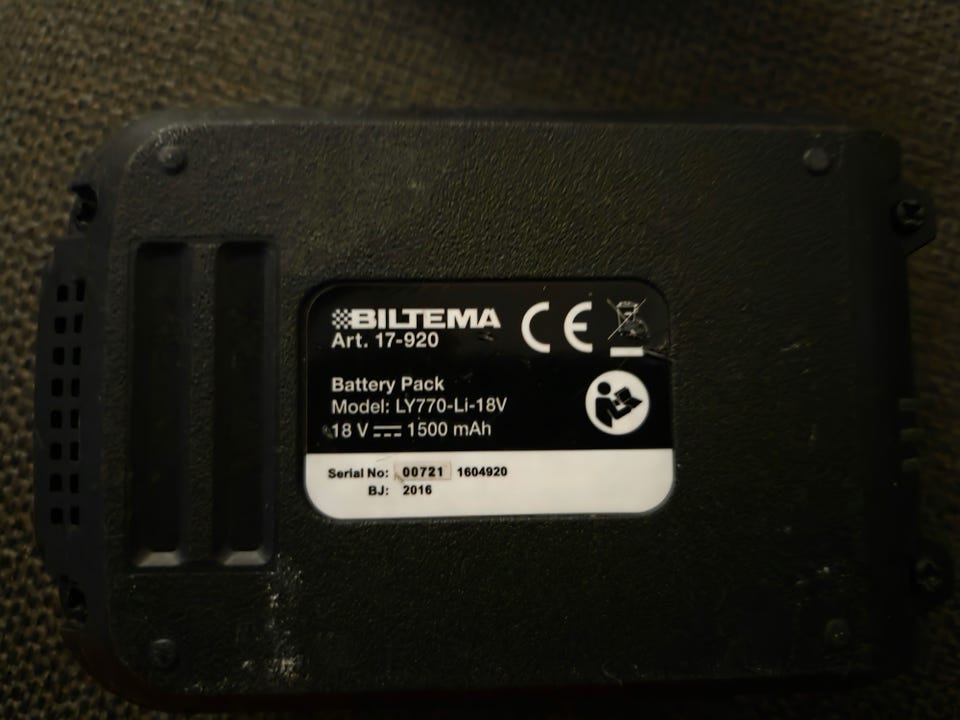 BILTEMA
Art. 17-920
CE
Battery Pack
Model: LY770-Li-18V
18 V ⎓ 1500 mAh
Serial No: 00721 1604920
BJ: 2016